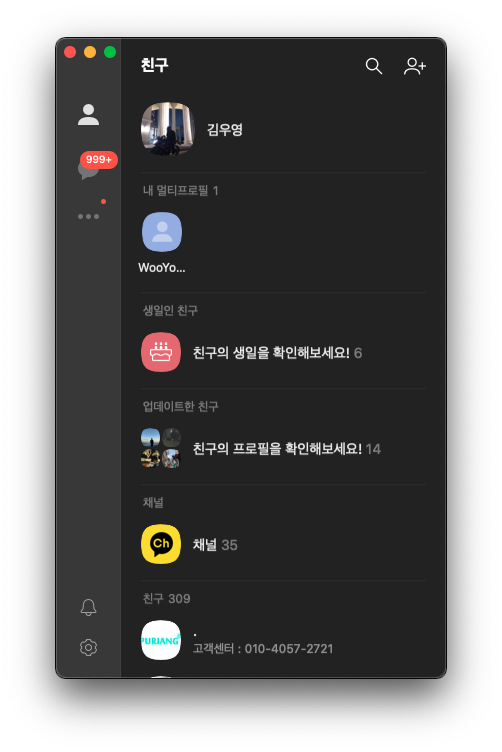 친구
김우영
999+
내 멀티프로필 1
WooYo...
생일인 친구
친구의 생일을 확인해보세요! 6
업데이트한 친구
친구의 프로필을 확인해보세요! 14
채널
Ch
채널 35
친구 309
PURIANG
.
고객센터 : 010-4057-2721